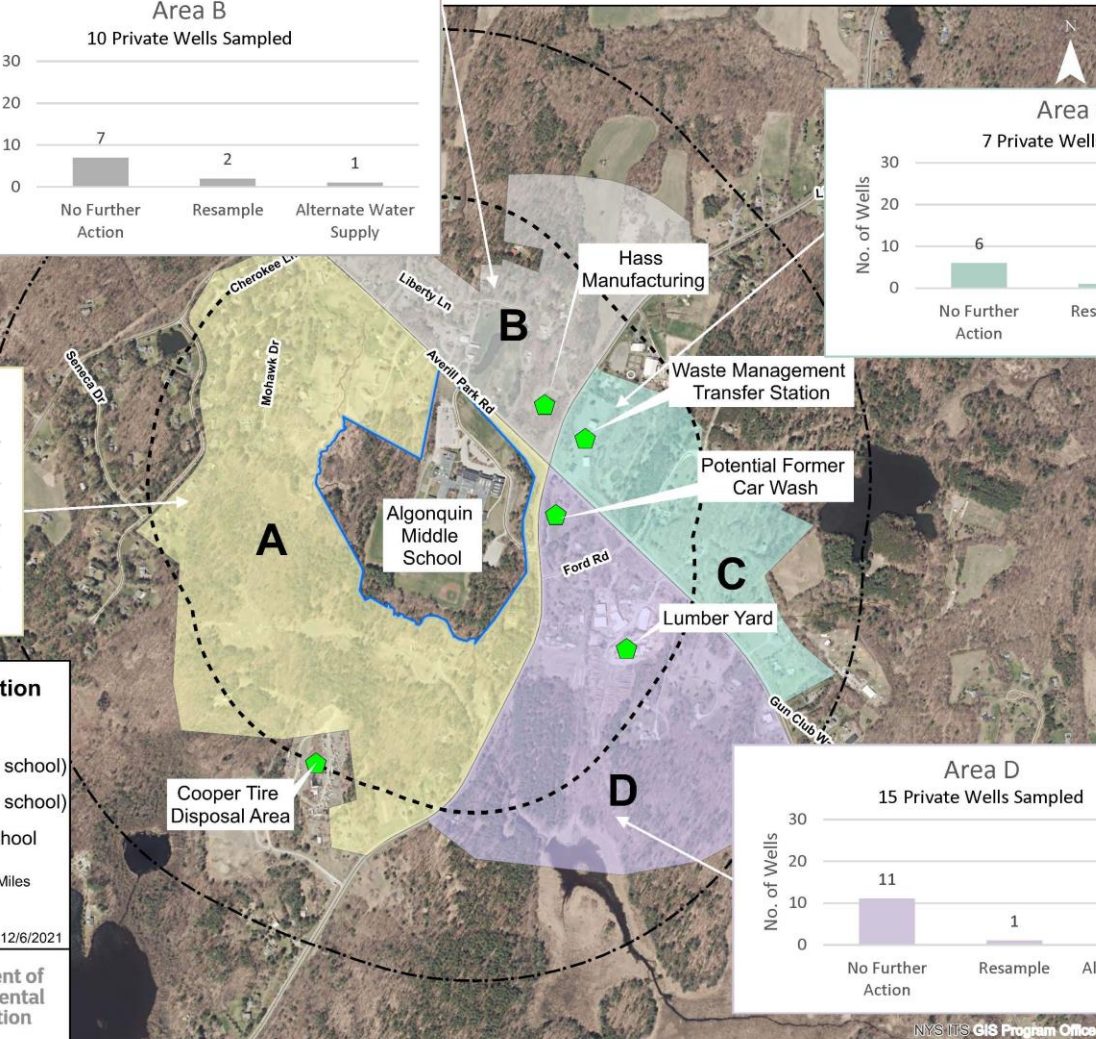 Area B
10 Private Wells Sampled
30
20
10
0
7
2
1
No Further
Action
Resample
Alternate Water
Supply
N
Area
7 Private Wells
No. of Wells
30
20
10
0
6
No Further
Action
Res
L
Cherokee Ln
Liberty Ln
Seneca Dr
Mohawk Dr
Averill Park Rd
B
Hass
Manufacturing
Waste Management
Transfer Station
Potential Former
Car Wash
Algonquin
Middle
School
A
Ford Rd
C
Lumber Yard
Gun Club W
D
Cooper Tire
Disposal Area
tion
school)
school)
hool
Miles
12/6/2021
ent of
ental
tion
Area D
15 Private Wells Sampled
No. of Wells
30
20
10
0
11
1
No Further
Action
Resample
Al
NYS ITS GIS Program Office